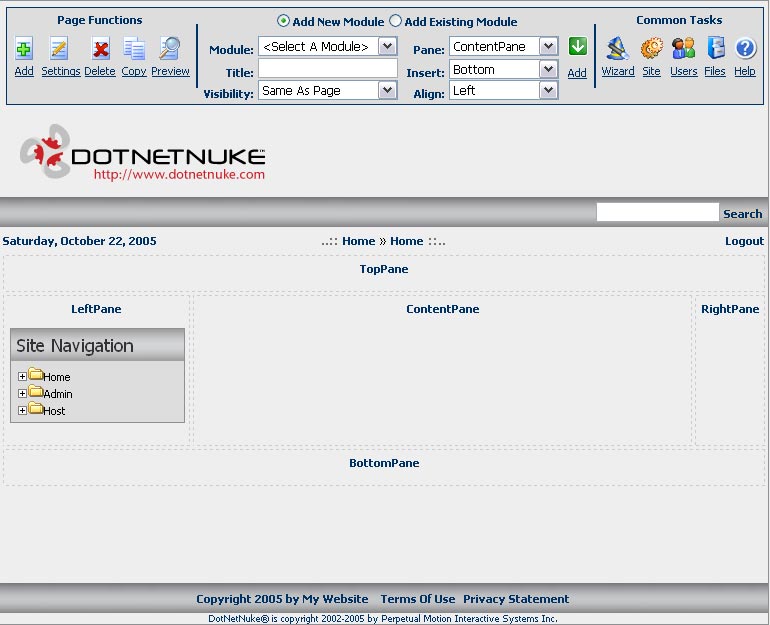 Page Functions
Add New Module Add Existing Module
Common Tasks
Module: <Select A Module> Pane: ContentPane
Title: Insert: Bottom
Visibility: Same As Page Align: Left
Add Settings Delete Copy Preview
Add
Wizard Site Users Files Help
DOTNETNUKE
http://www.dotnetnuke.com
Search
Saturday, October 22, 2005 ..:: Home » Home ::.. Logout
TopPane
LeftPane ContentPane RightPane
Site Navigation
Home
Admin
Host
BottomPane
Copyright 2005 by My Website Terms Of Use Privacy Statement
DotNetNuke® is copyright 2002-2005 by Perpetual Motion Interactive Systems Inc.